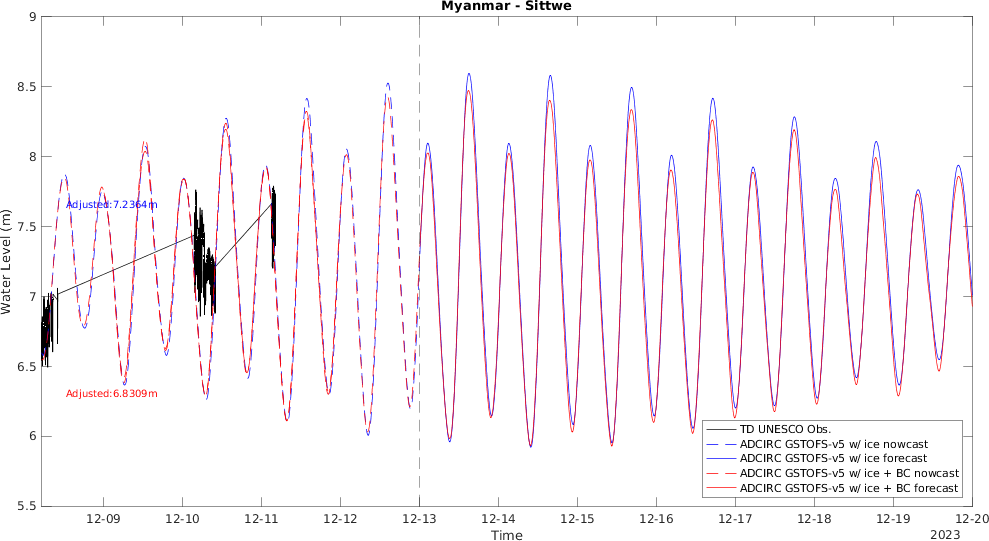 Myanmar - Sittwe
9
8.5
8
7.5
7
6.5
6
5.5
Water Level (m)
Adjusted:7.2364m
Adjusted:6.8309m
TD UNESCO Obs.
ADCIRC GSTOFS-v5 w/ ice nowcast
ADCIRC GSTOFS-v5 w/ ice forecast
ADCIRC GSTOFS-v5 w/ ice + BC nowcast
ADCIRC GSTOFS-v5 w/ ice + BC forecast
12-09 12-10 12-11 12-12 12-13 12-14 12-15 12-16 12-17 12-18 12-19 12-20
Time
2023